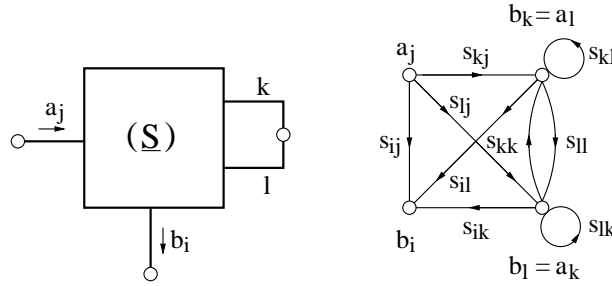 a_j
(S)
k
l
b_i
b_k = a_l
a_j
s_kj
s_kl
s_lj
s_ij
s_kk
s_ll
s_il
b_i
s_ik
s_lk
b_l = a_k